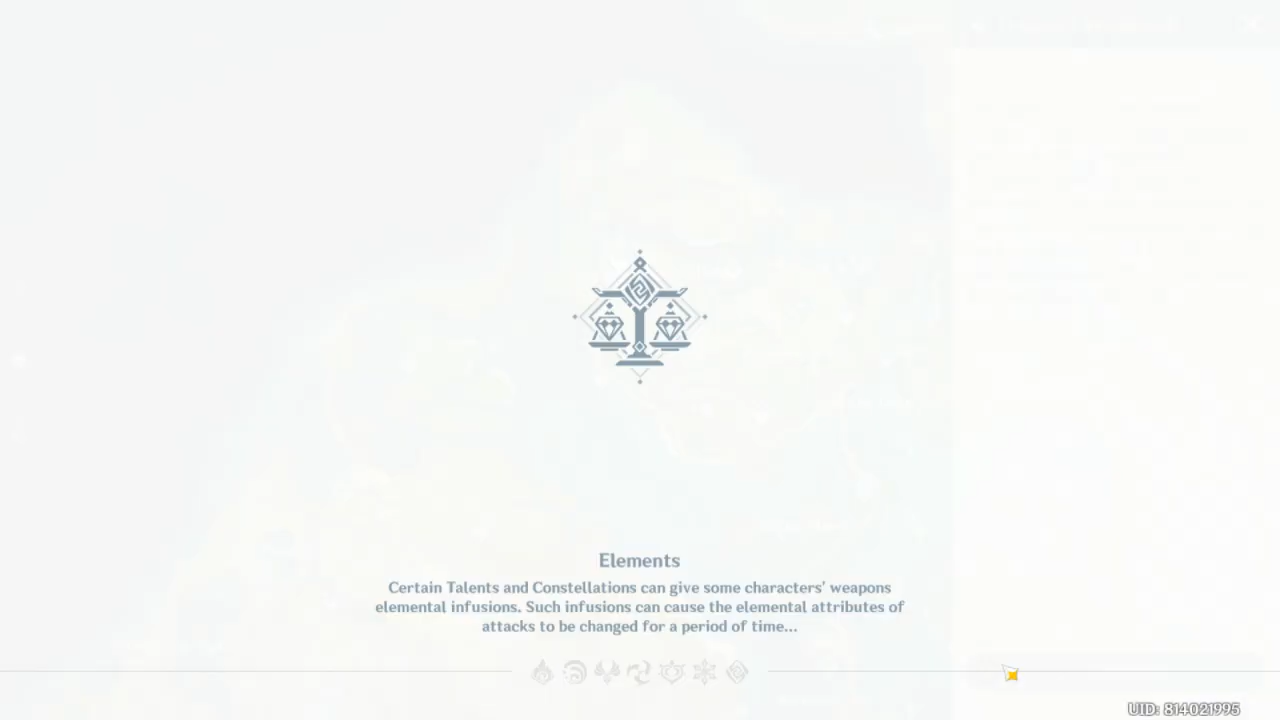 Elements
Certain Talents and Constellations can give some characters' weapons
elemental infusions. Such infusions can cause the elemental attributes of
attacks to be changed for a period of time...
UID: 814021995